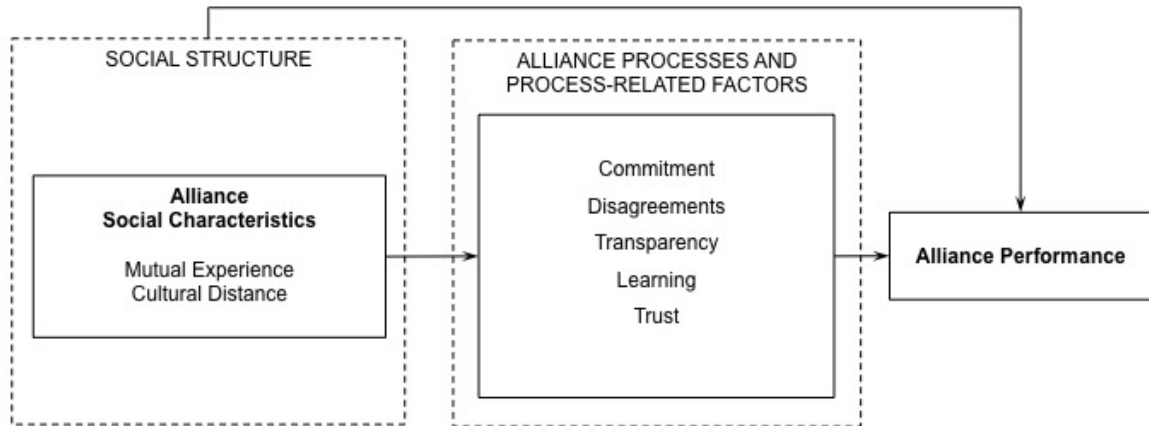 SOCIAL STRUCTURE
Alliance
Social Characteristics
Mutual Experience
Cultural Distance
ALLIANCE PROCESSES AND
PROCESS-RELATED FACTORS
Commitment
Disagreements
Transparency
Learning
Trust
Alliance Performance